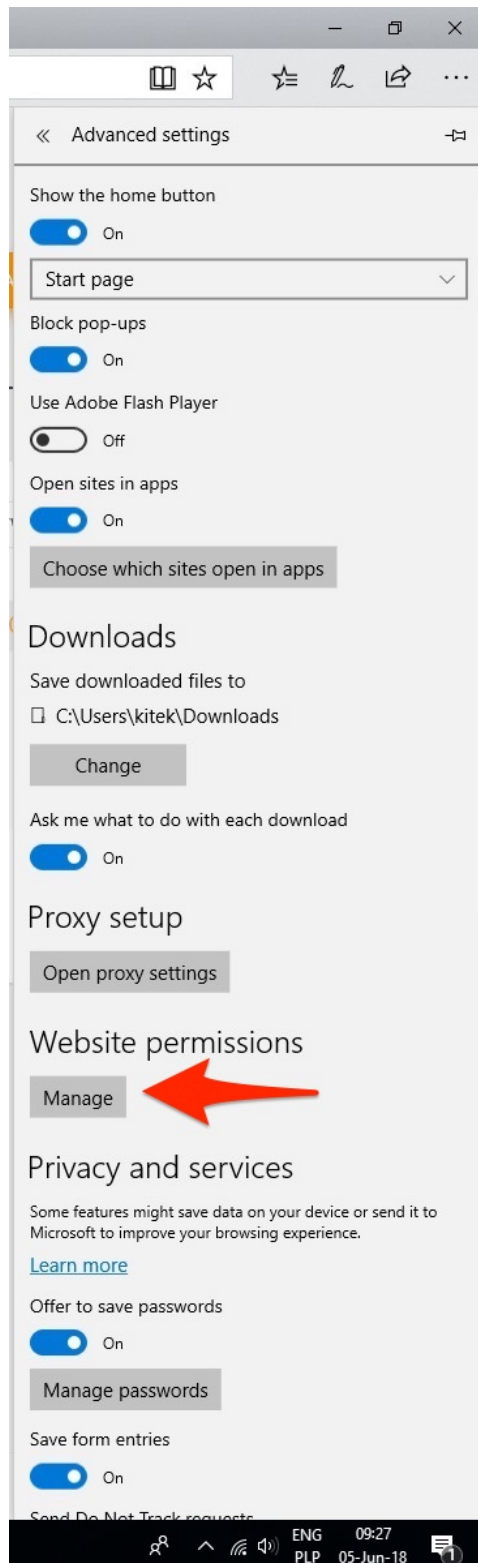 Advanced settings
Show the home button
On
Start page
Block pop-ups
On
Use Adobe Flash Player
Off
Open sites in apps
On
Choose which sites open in apps
Downloads
Save downloaded files to
C:\Users\kitek\Downloads
Change
Ask me what to do with each download
On
Proxy setup
Open proxy settings
Website permissions
Manage
Privacy and services
Some features might save data on your device or send it to
Microsoft to improve your browsing experience.
Learn more
Offer to save passwords
On
Manage passwords
Save form entries
On
Send Do Not Track requests
ENG 09:27
PLP 05-Jun-18
1